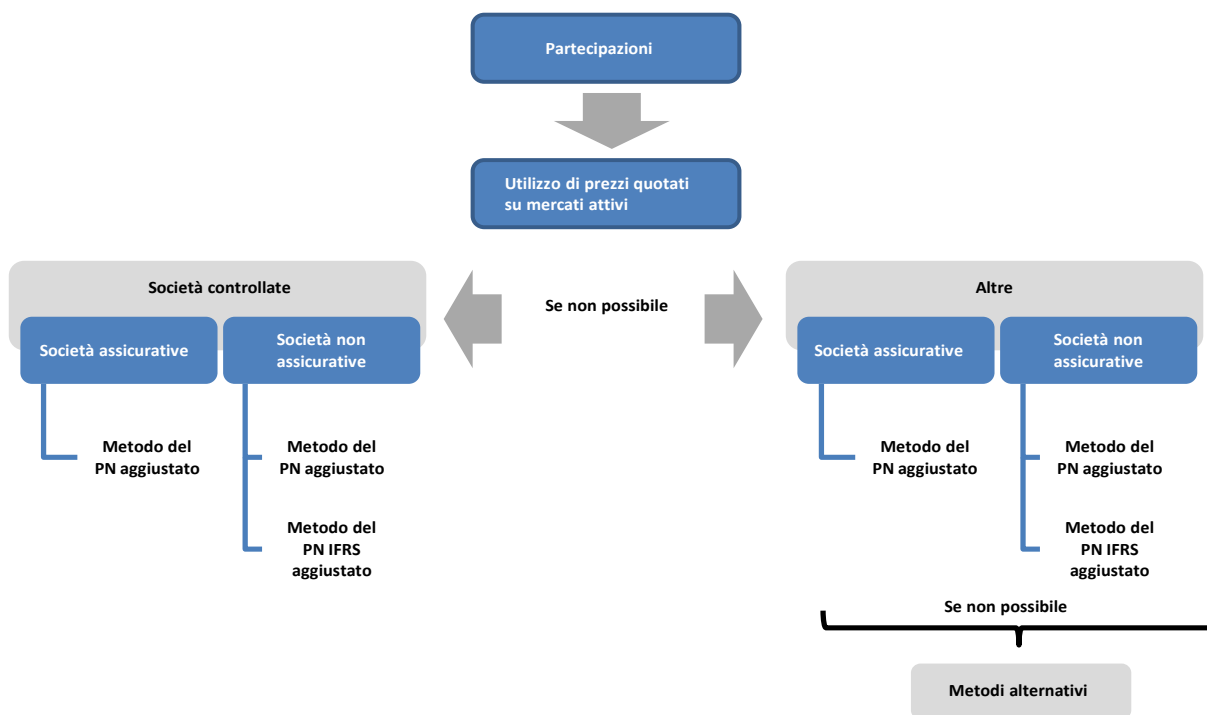 Partecipazioni
Utilizzo di prezzi quotati
su mercati attivi
Se non possibile
Società controllate
Società assicurative
Società non
assicurative
Metodo del
PN aggiustato
Metodo del
PN aggiustato
Metodo del
PN IFRS
aggiustato
Altre
Società assicurative
Società non
assicurative
Metodo del
PN aggiustato
Metodo del
PN aggiustato
Metodo del
PN IFRS
aggiustato
Se non possibile
Metodi alternativi